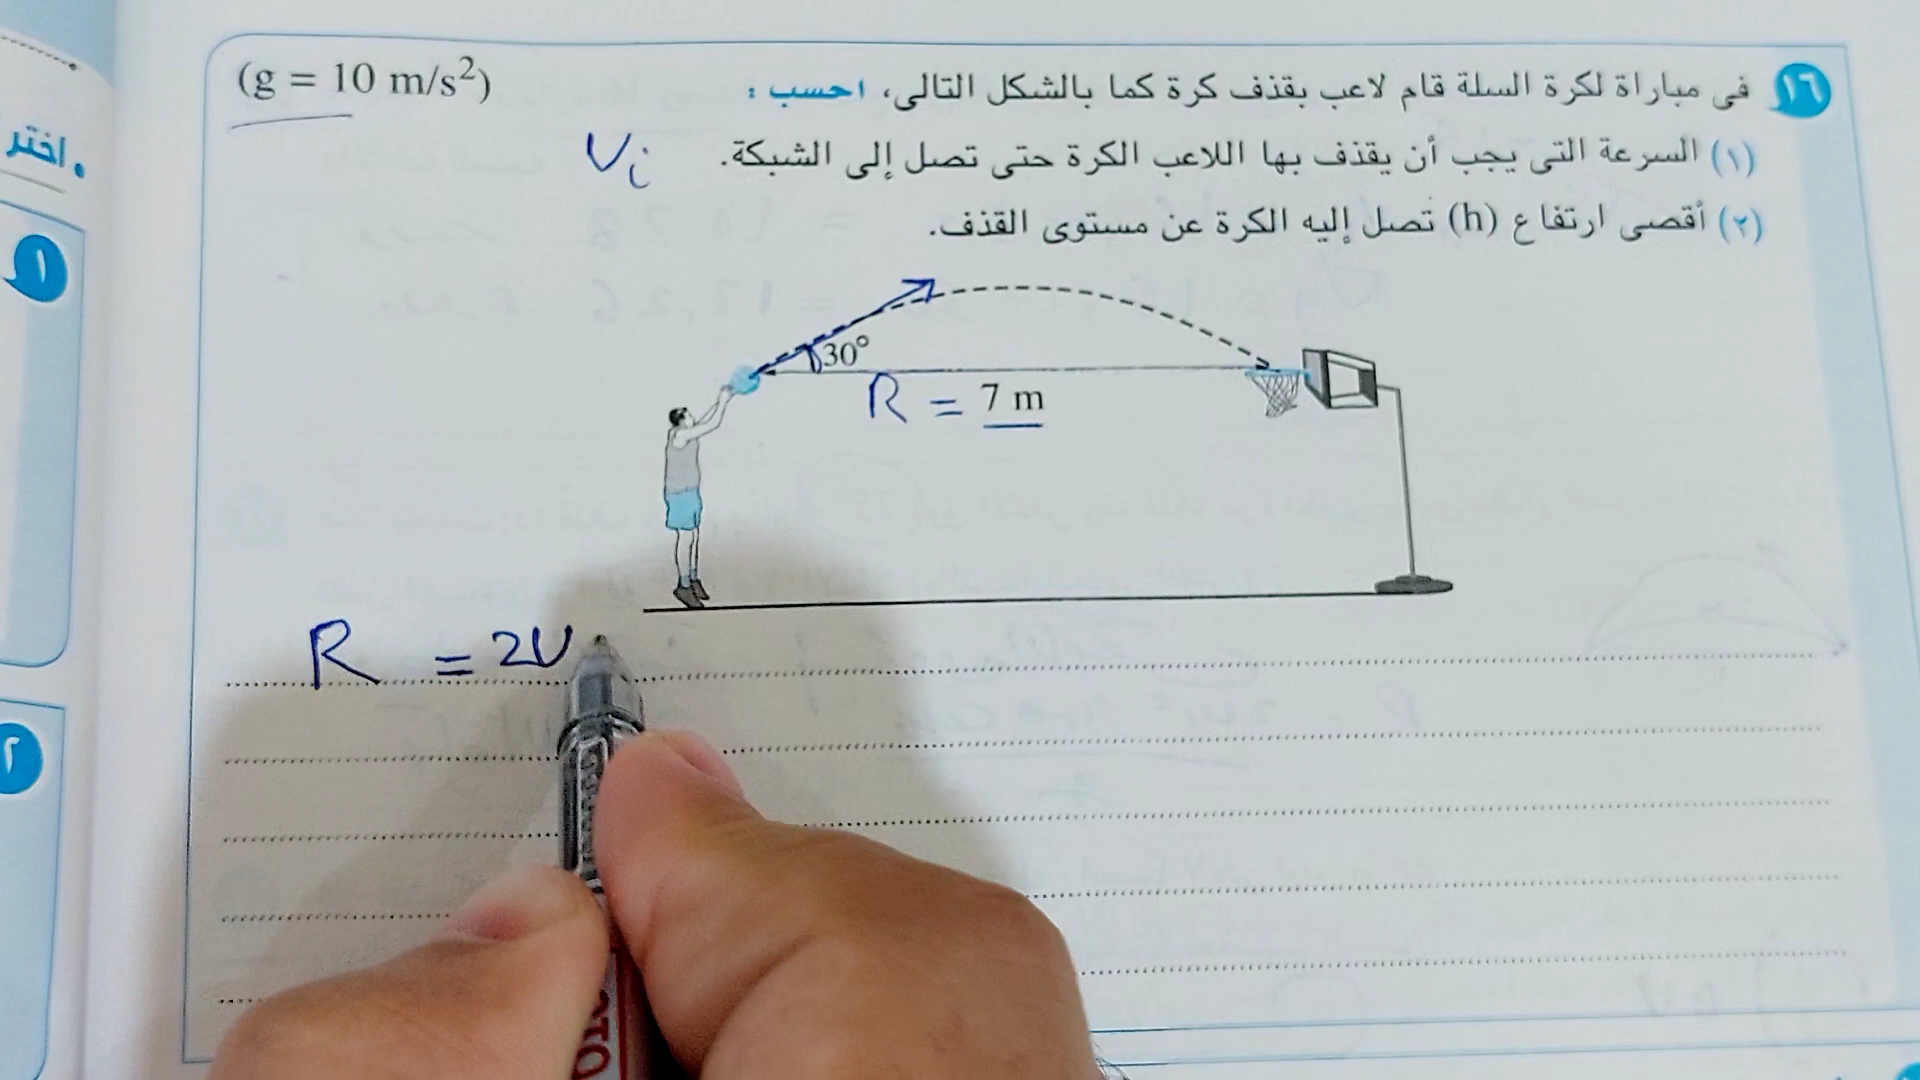 ١٦ فى مباراة لكرة السلة قام لاعب بقذف كرة كما بالشكل التالى، احسب : (g = 10 m/s²)
(١) السرعة التى يجب أن يقذف بها اللاعب الكرة حتى تصل إلى الشبكة. Vi
(٢) أقصى ارتفاع (h) تصل إليه الكرة عن مستوى القذف.
30°
R = 7 m
R = 2V
• اختر
١
٢